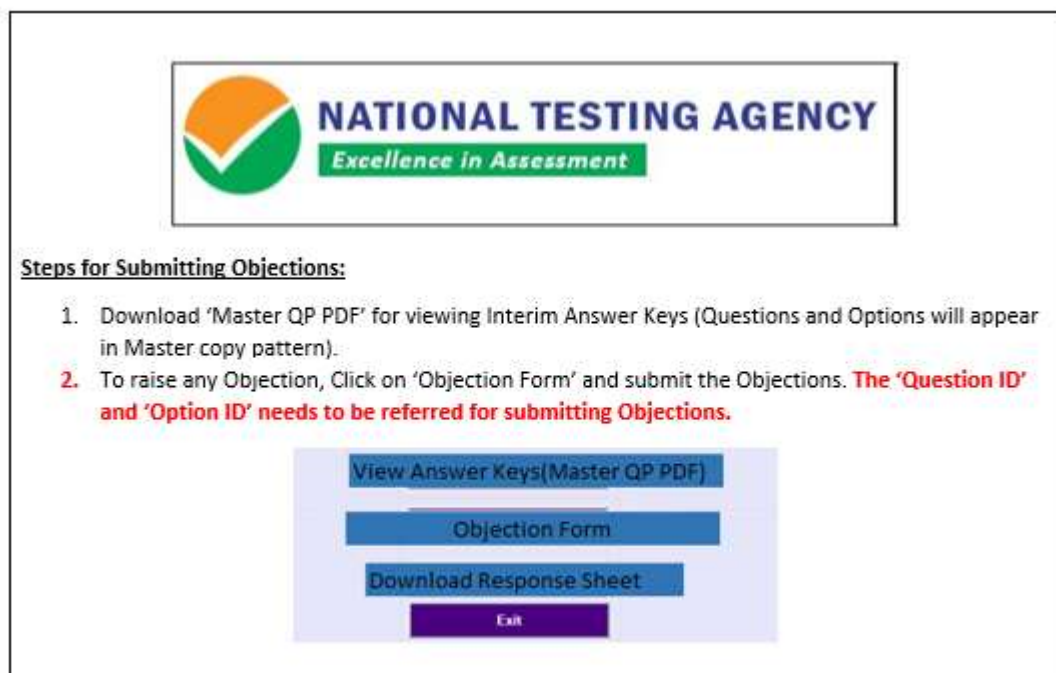 NATIONAL TESTING AGENCY
Excellence in Assessment
Steps for Submitting Objections:
1. Download ‘Master QP PDF’ for viewing Interim Answer Keys (Questions and Options will appear
in Master copy pattern).
2. To raise any Objection, Click on ‘Objection Form’ and submit the Objections. The ‘Question ID’
and ‘Option ID’ needs to be referred for submitting Objections.
View Answer Keys(Master QP PDF)
Objection Form
Download Response Sheet
Exit